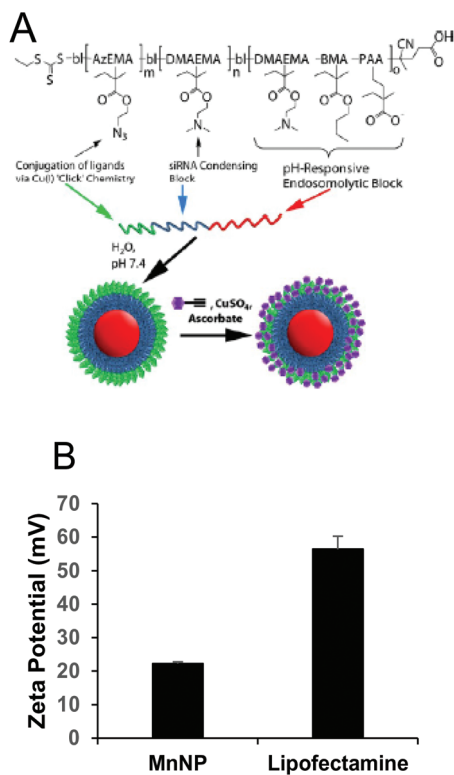 A
S S bl AzEMA bl DMAEMA bl DMAEMA BMA PAA CN OH
S m n o O
O O O O O O O O O⁻
N₃ N N
Conjugation of ligands
via Cu(I) 'Click' Chemistry
siRNA Condensing
Block
pH-Responsive
Endosomolytic Block
H₂O,
pH 7.4
, CuSO₄,
Ascorbate
B
Zeta Potential (mV)
70
60
50
40
30
20
10
0
MnNP Lipofectamine